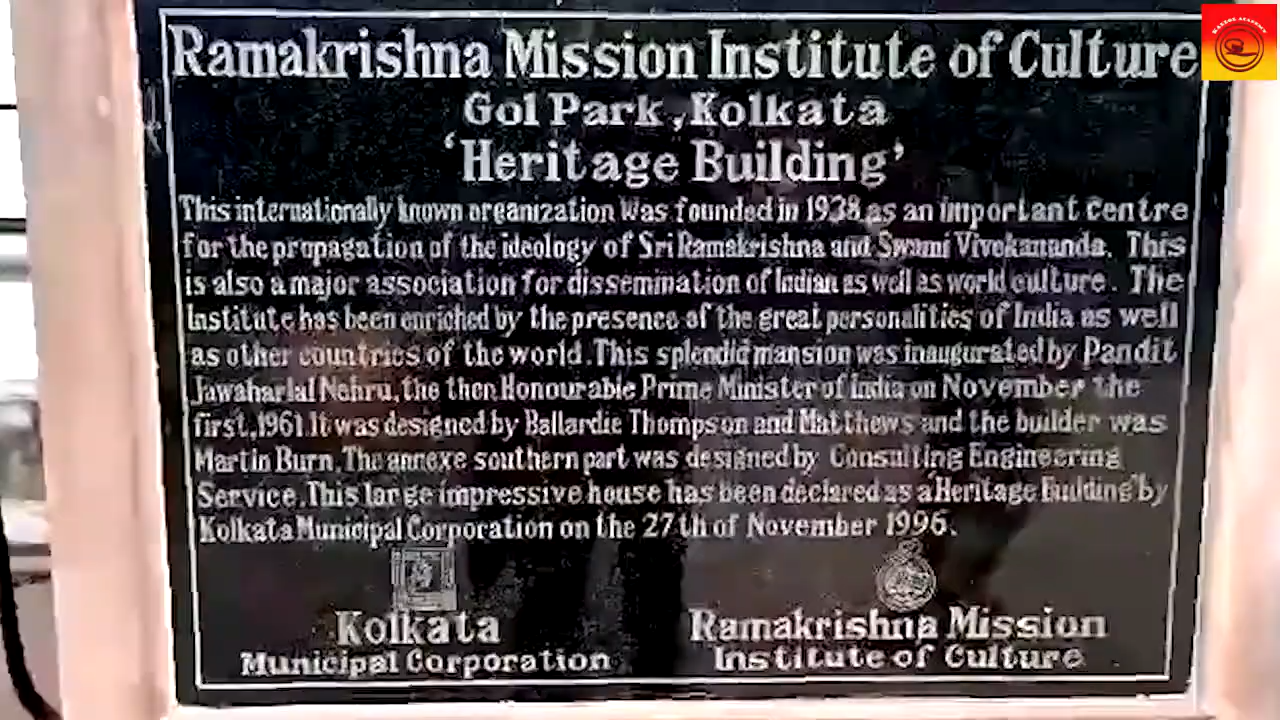 Ramakrishna Mission Institute of Culture
Gol Park, Kolkata
'Heritage Building'
This internationally known organization was founded in 1938, as an important centre
for the propagation of the ideology of Sri Ramakrishna and Swami Vivekananda. This
is also a major association for dissemination of Indian as well as world culture. The
Institute has been enriched by the presence of the great personalities of India as well
as other countries of the world. This splendid mansion was inaugurated by Pandit
Jawaharlal Nehru, the then Honourable Prime Minister of India on November the
first, 1961. It was designed by Ballardie Thompson and Matthews and the builder was
Martin Burn. The annexe southern part was designed by Consulting Engineering
Service. This large impressive house has been declared as a 'Heritage Building' by
Kolkata Municipal Corporation on the 27th of November 1996.
Kolkata
Municipal Corporation
Ramakrishna Mission
Institute of Culture